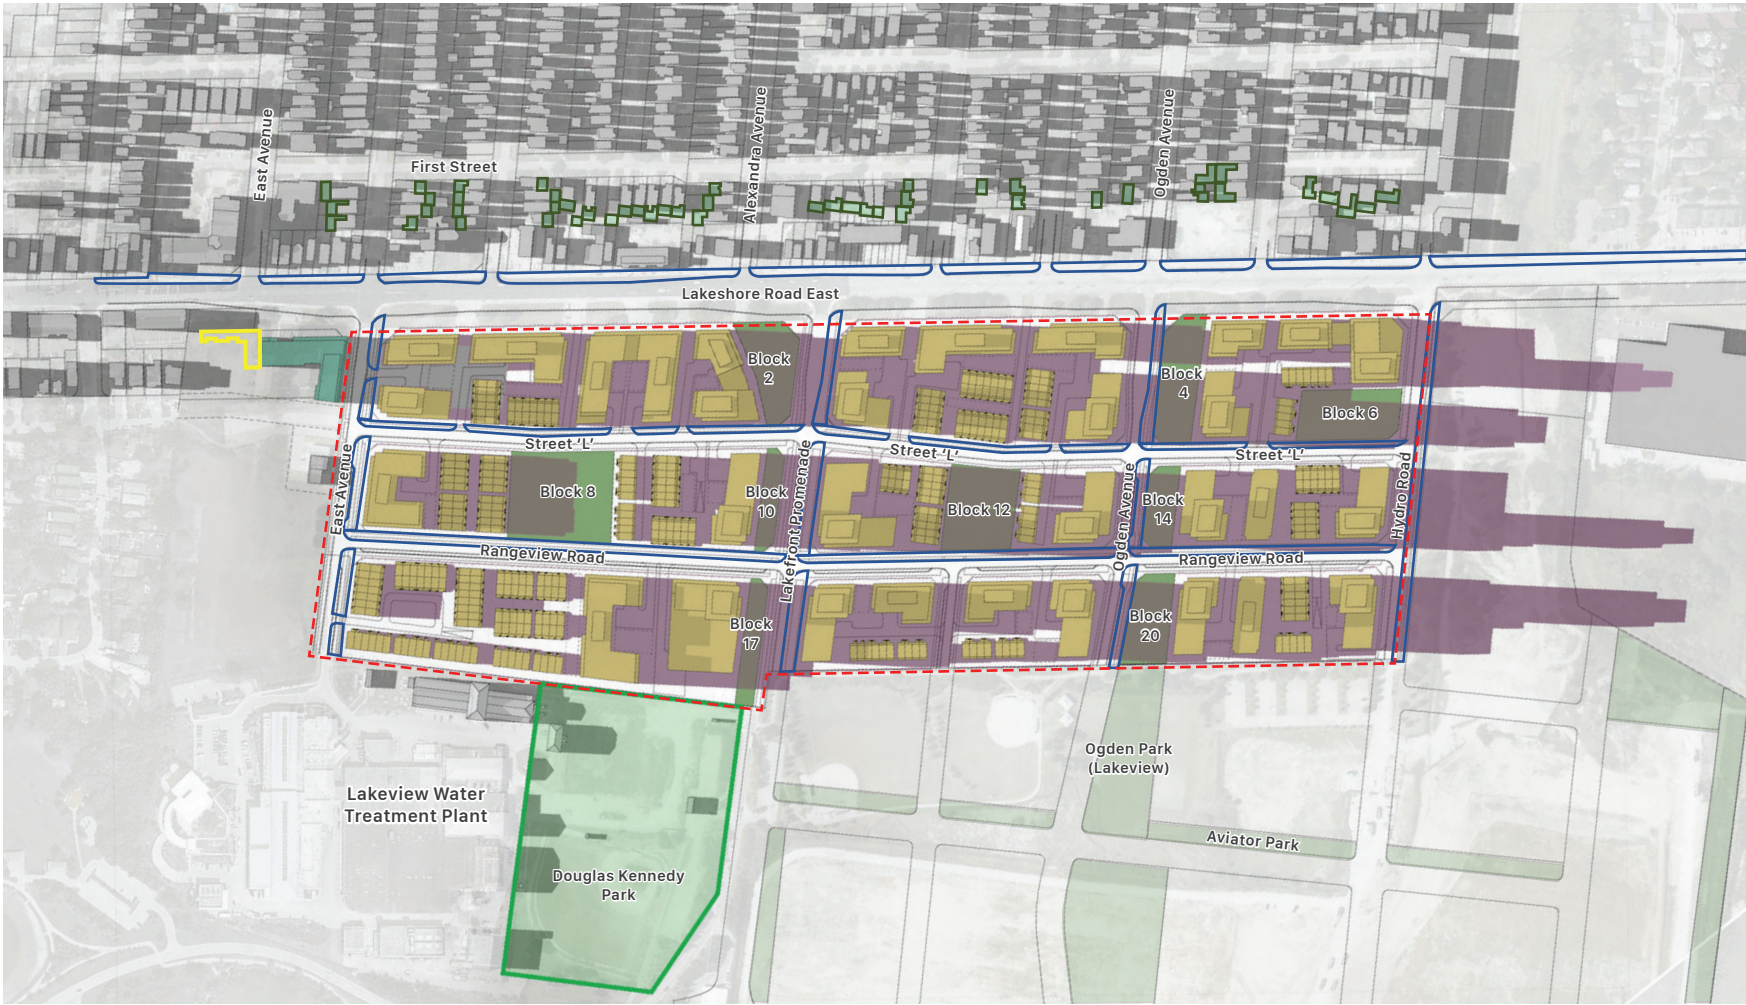 East Avenue
First Street
Alexandra Avenue
Ogden Avenue
Lakeshore Road East
Block
2
Block
4
Block 6
Street ‘L’
Street ‘L’
Street ‘L’
East Avenue
Block 8
Block
10
Lakefront Promenade
Block 12
Ogden Avenue
Block
14
Hydro Road
Rangeview Road
Rangeview Road
Block
17
Block
20
Ogden Park
(Lakeview)
Lakeview Water
Treatment Plant
Aviator Park
Douglas Kennedy
Park